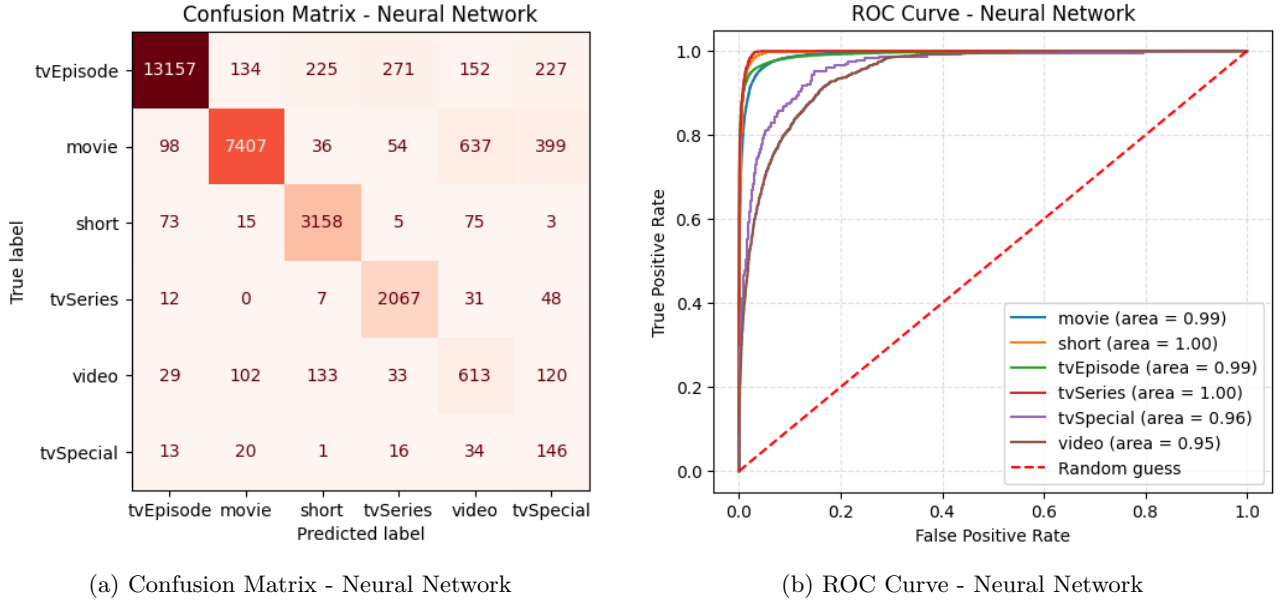 Confusion Matrix - Neural Network
True label
tvEpisode 13157 134 225 271 152 227
movie 98 7407 36 54 637 399
short 73 15 3158 5 75 3
tvSeries 12 0 7 2067 31 48
video 29 102 133 33 613 120
tvSpecial 13 20 1 16 34 146
tvEpisode movie short tvSeries video tvSpecial
Predicted label
(a) Confusion Matrix - Neural Network
ROC Curve - Neural Network
True Positive Rate
1.0
0.8
0.6
0.4
0.2
0.0
movie (area = 0.99)
short (area = 1.00)
tvEpisode (area = 0.99)
tvSeries (area = 1.00)
tvSpecial (area = 0.96)
video (area = 0.95)
Random guess
0.0 0.2 0.4 0.6 0.8 1.0
False Positive Rate
(b) ROC Curve - Neural Network